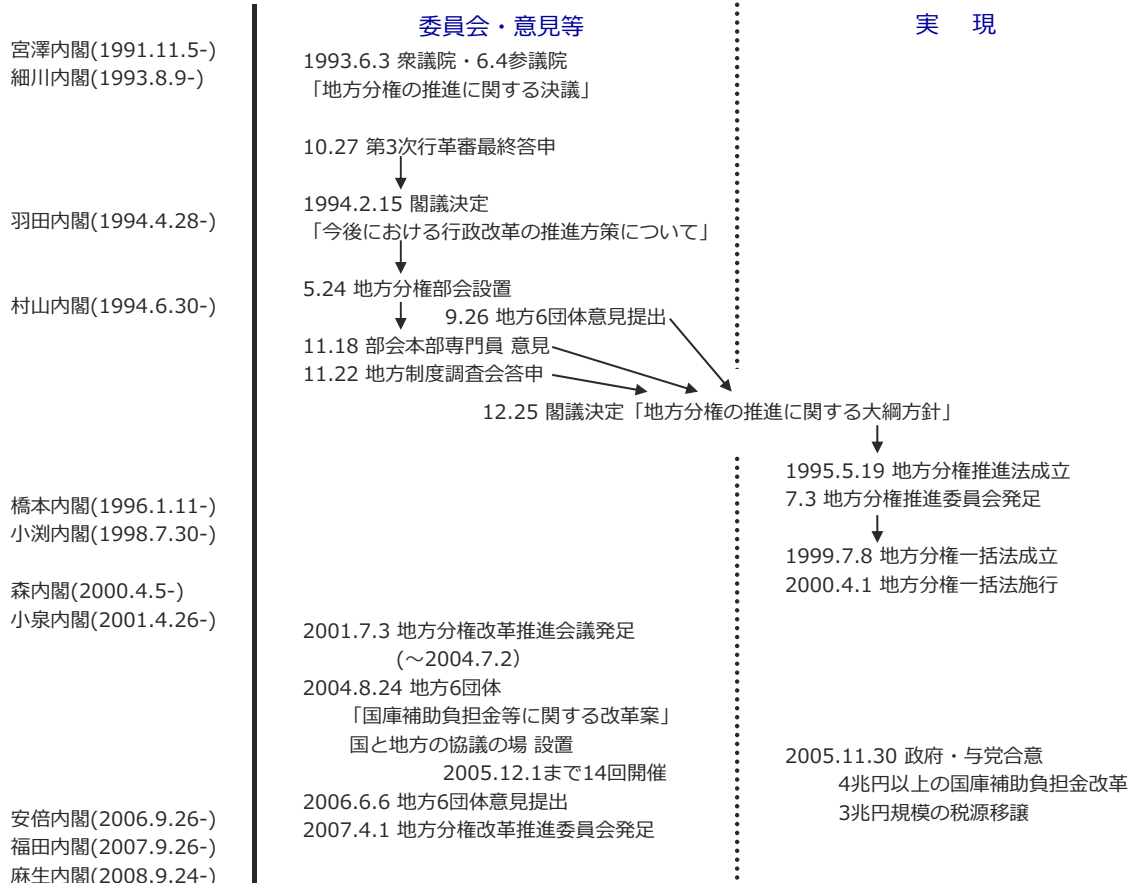 委員会・意見等
実 現
宮澤内閣(1991.11.5-)
細川内閣(1993.8.9-)
1993.6.3 衆議院・6.4参議院
「地方分権の推進に関する決議」
10.27 第3次行革審最終答申
羽田内閣(1994.4.28-)
1994.2.15 閣議決定
「今後における行政改革の推進方策について」
村山内閣(1994.6.30-)
5.24 地方分権部会設置
9.26 地方6団体意見提出
11.18 部会本部専門員 意見
11.22 地方制度調査会答申
12.25 閣議決定「地方分権の推進に関する大綱方針」
1995.5.19 地方分権推進法成立
7.3 地方分権推進委員会発足
橋本内閣(1996.1.11-)
小渕内閣(1998.7.30-)
1999.7.8 地方分権一括法成立
2000.4.1 地方分権一括法施行
森内閣(2000.4.5-)
小泉内閣(2001.4.26-)
2001.7.3 地方分権改革推進会議発足
(～2004.7.2)
2004.8.24 地方6団体
「国庫補助負担金等に関する改革案」
国と地方の協議の場 設置
2005.12.1まで14回開催
2005.11.30 政府・与党合意
4兆円以上の国庫補助負担金改革
3兆円規模の税源移譲
2006.6.6 地方6団体意見提出
2007.4.1 地方分権改革推進委員会発足
安倍内閣(2006.9.26-)
福田内閣(2007.9.26-)
麻生内閣(2008.9.24-)